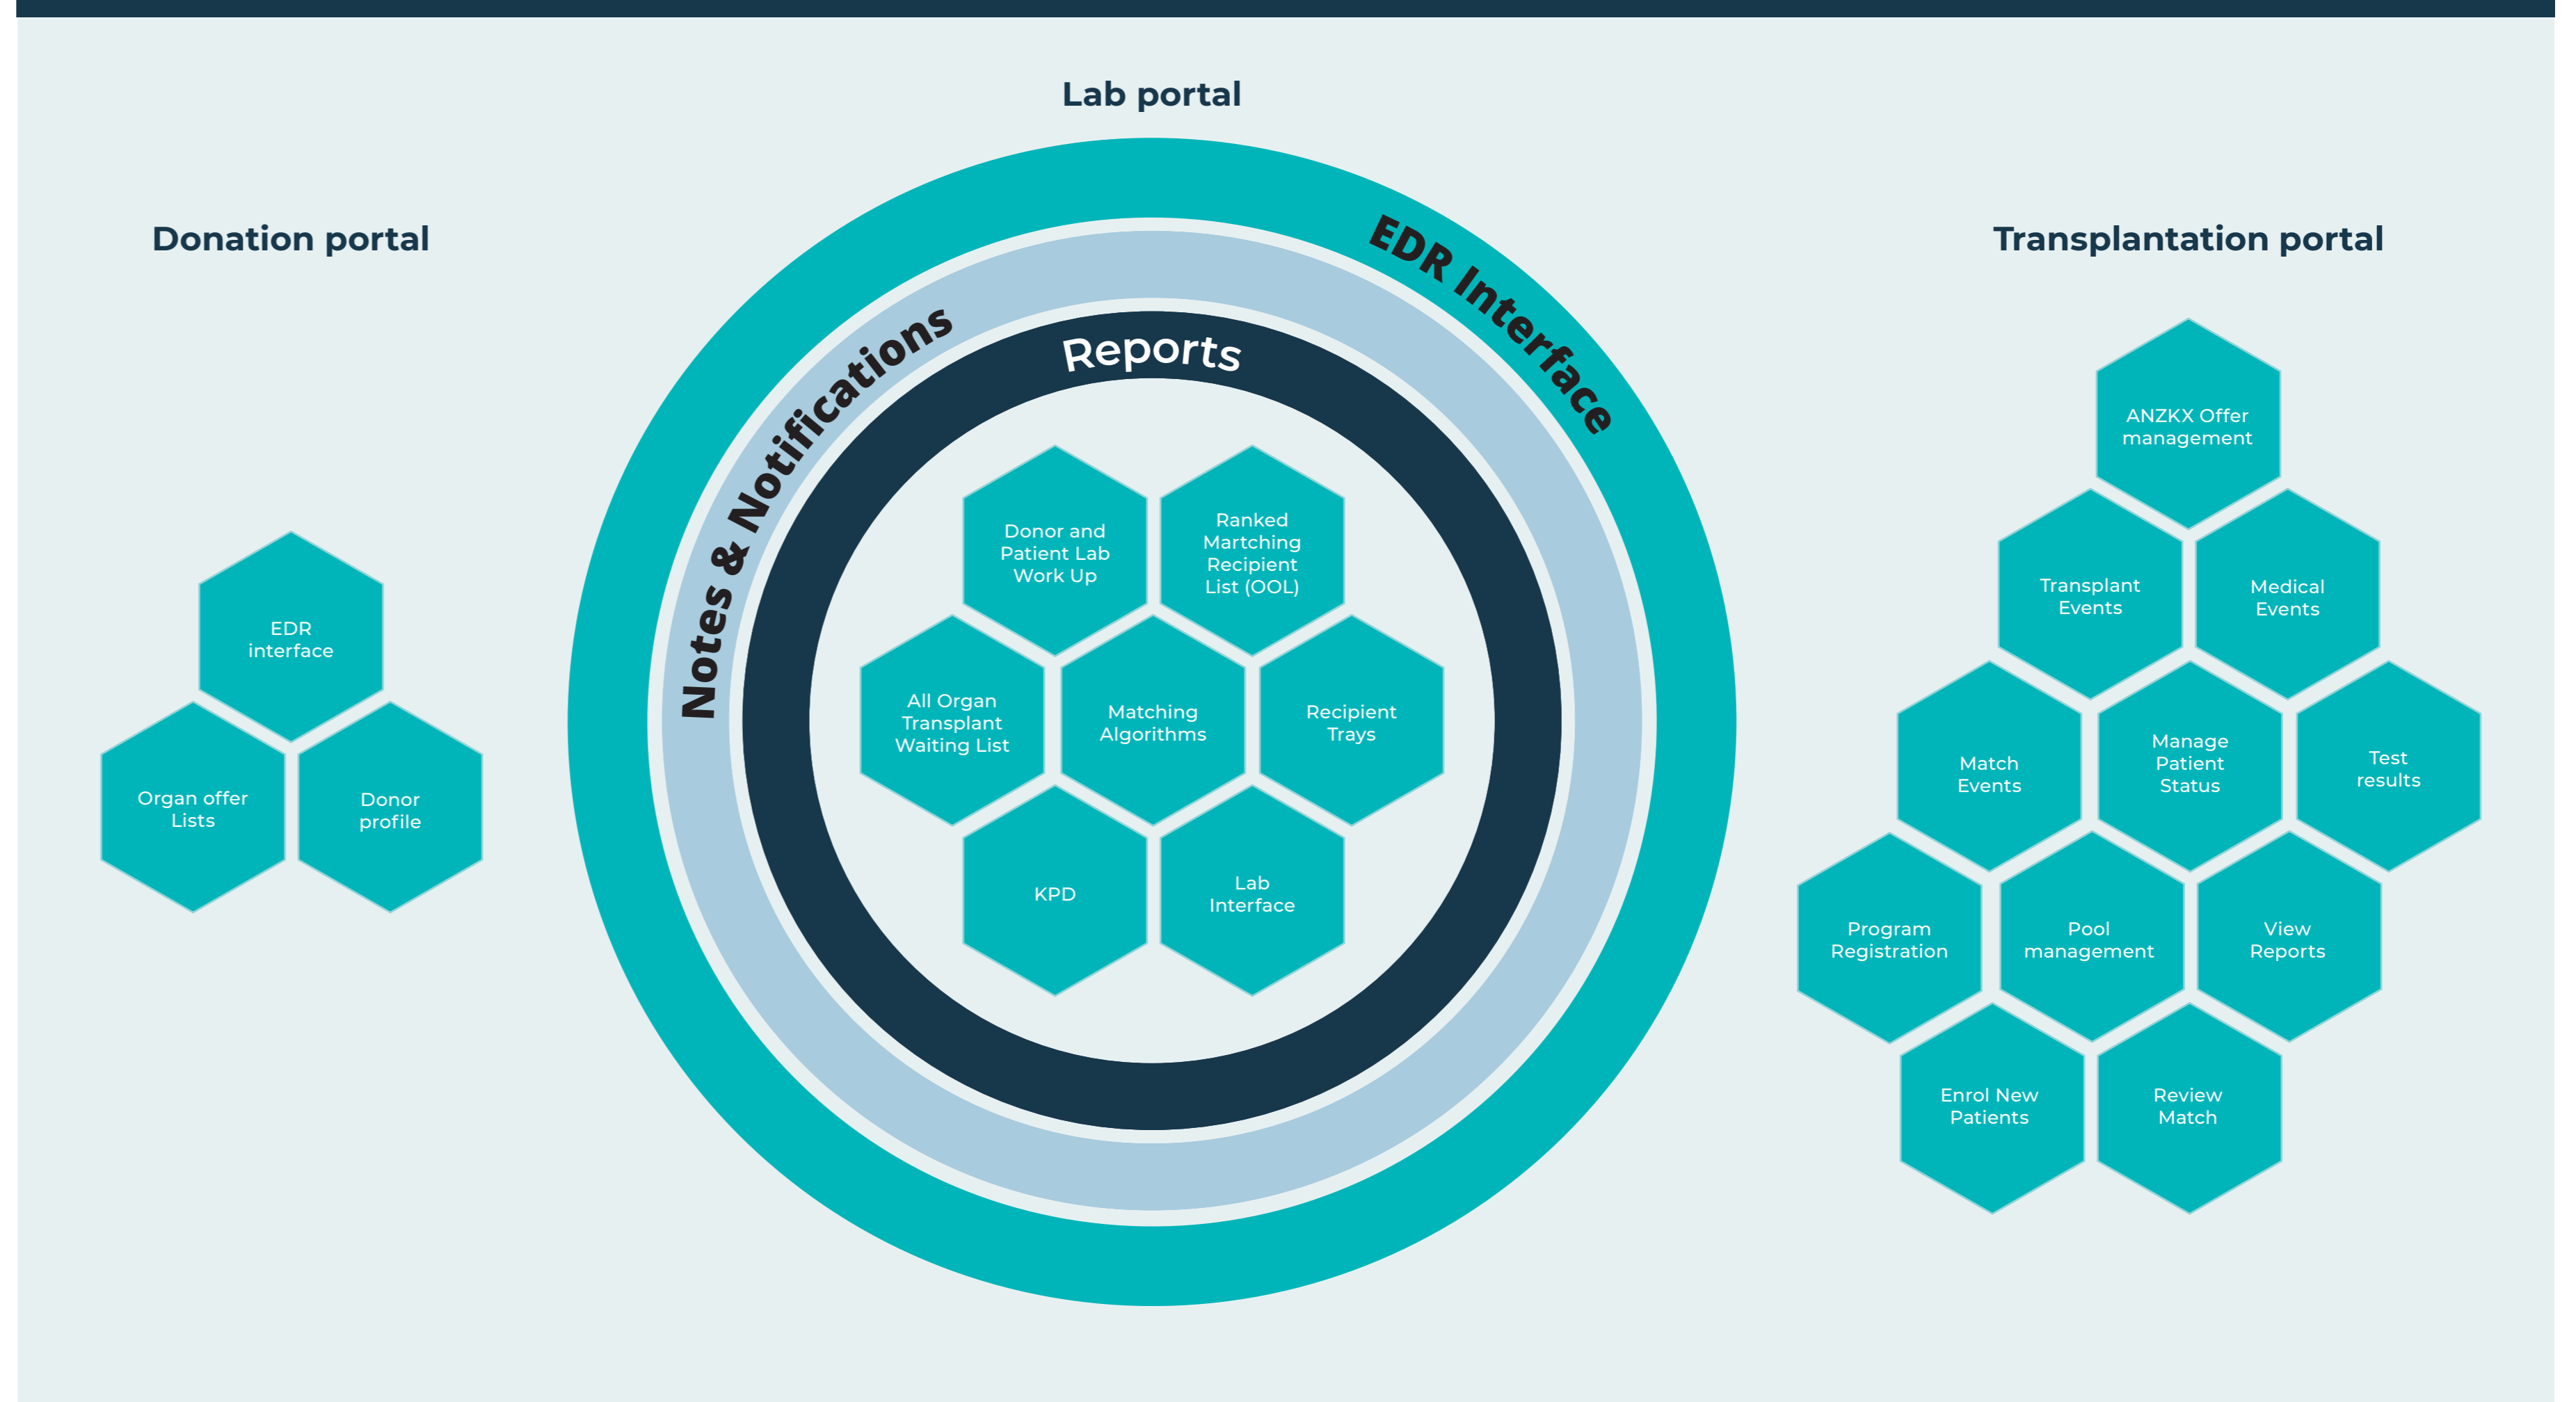 Lab portal
Donation portal
Transplantation portal
EDR Interface
Notes & Notifications
Reports
EDR
interface
Organ offer
Lists
Donor
profile
Donor and
Patient Lab
Work Up
Ranked
Martching
Recipient
List (OOL)
All Organ
Transplant
Waiting List
Matching
Algorithms
Recipient
Trays
KPD
Lab
Interface
ANZKX Offer
management
Transplant
Events
Medical
Events
Match
Events
Manage
Patient
Status
Test
results
Program
Registration
Pool
management
View
Reports
Enrol New
Patients
Review
Match